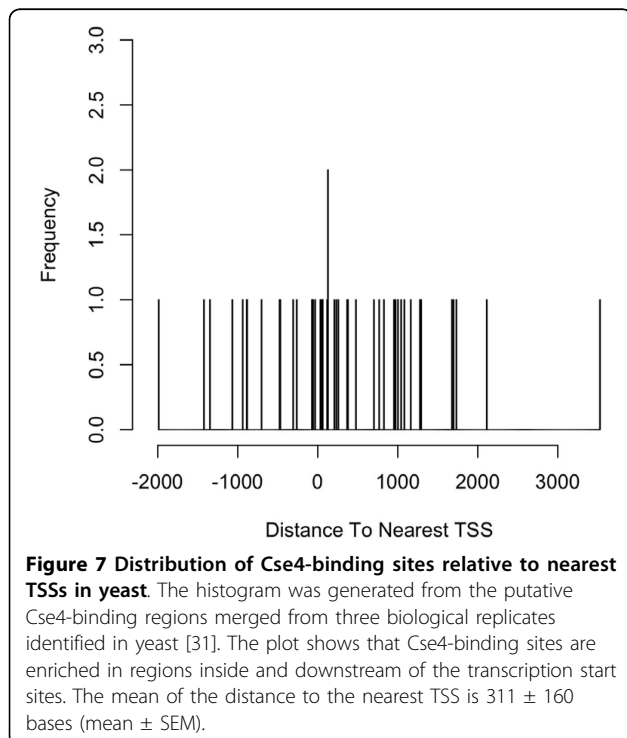 3.0
2.5
2.0
1.5
1.0
0.5
0.0
Frequency
-2000 -1000 0 1000 2000 3000
Distance To Nearest TSS
Figure 7 Distribution of Cse4-binding sites relative to nearest
TSSs in yeast. The histogram was generated from the putative
Cse4-binding regions merged from three biological replicates
identified in yeast [31]. The plot shows that Cse4-binding sites are
enriched in regions inside and downstream of the transcription start
sites. The mean of the distance to the nearest TSS is 311 ± 160
bases (mean ± SEM).